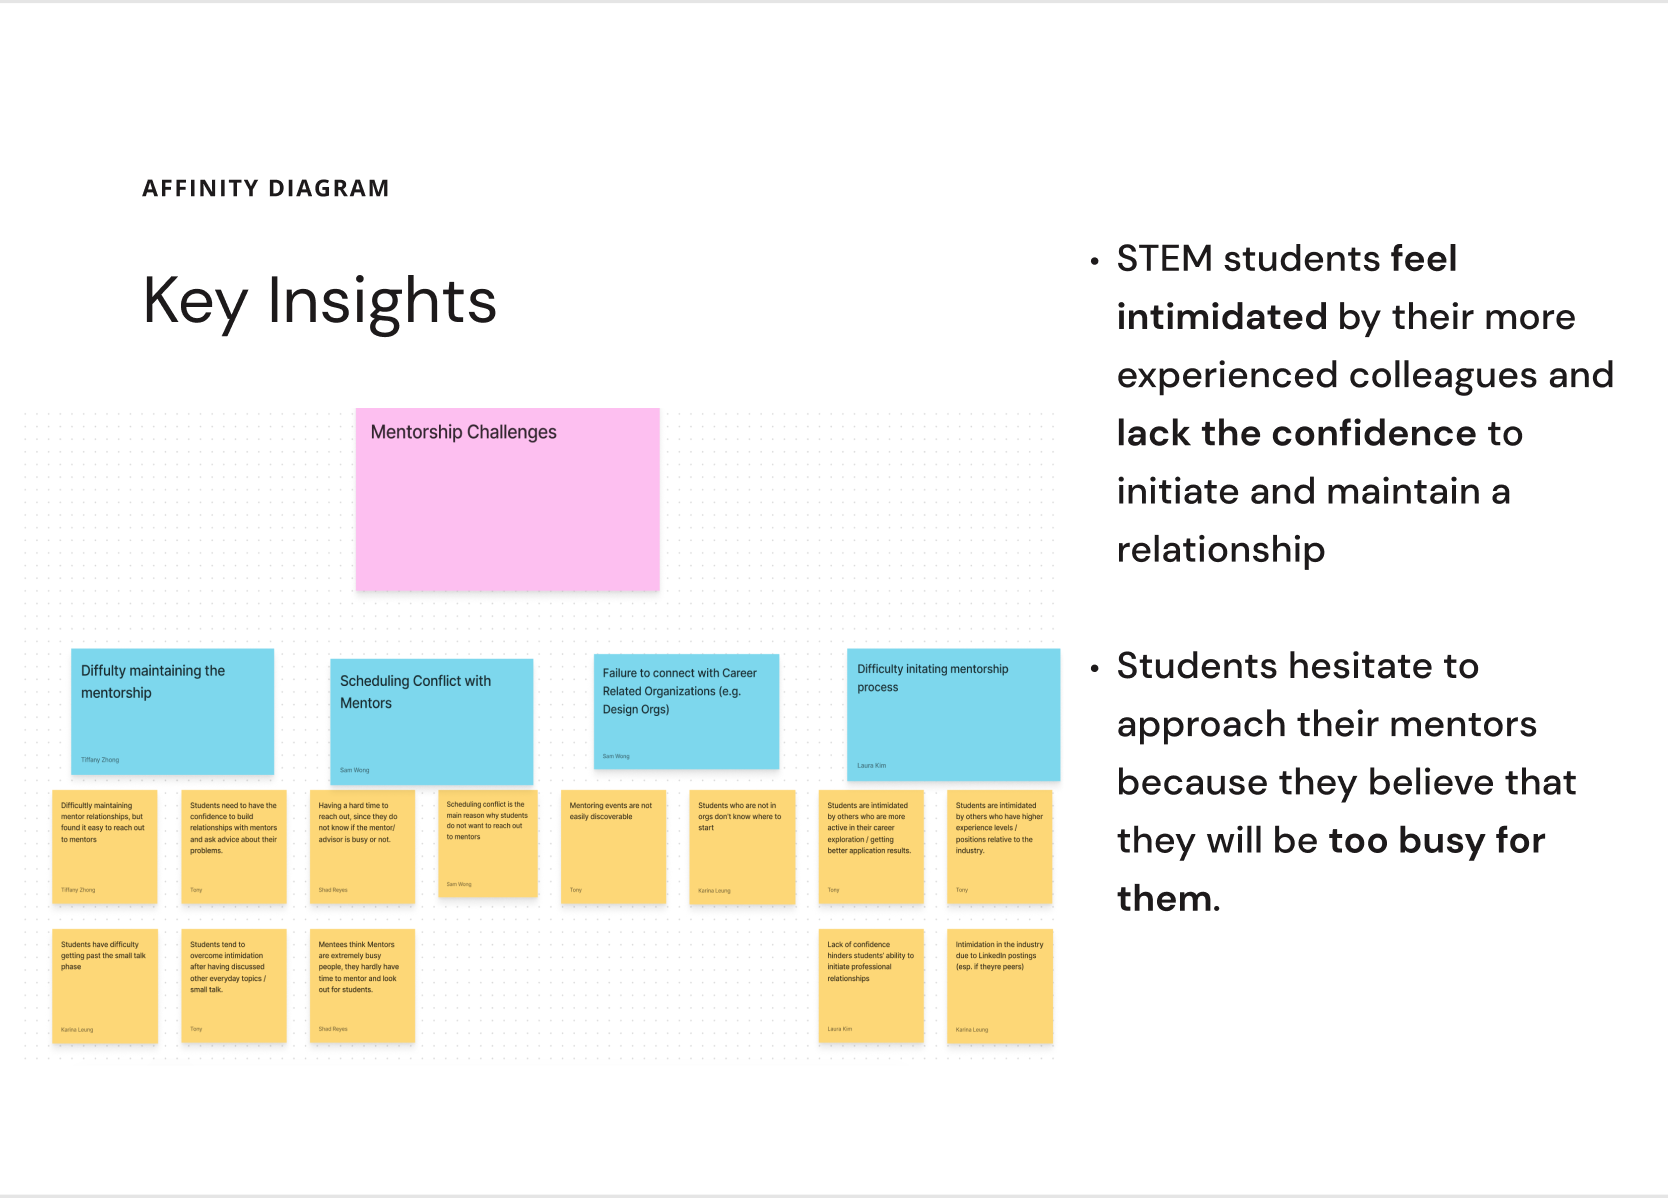 AFFINITY DIAGRAM
Key Insights
Mentorship Challenges
Diffulty maintaining the
mentorship
Tiffany Zhong
Scheduling Conflict with
Mentors
Sam Wong
Failure to connect with Career
Related Organizations (e.g.
Design Orgs)
Sam Wong
Difficulty initating mentorship
process
Laura Kim
Difficultly maintaining
mentor relationships, but
found it easy to reach out
to mentors
Tiffany Zhong
Students need to have the
confidence to build
relationships with mentors
and ask advice about their
problems.
Tony
Having a hard time to
reach out, since they do
not know if the mentor/
advisor is busy or not.
Shad Reyes
Scheduling conflict is the
main reason why students
do not want to reach out
to mentors
Sam Wong
Mentoring events are not
easily discoverable
Tony
Students who are not in
orgs don't know where to
start
Karina Leung
Students are intimidated
by others who are more
active in their career
exploration / getting
better application results.
Tony
Students are intimidated
by others who have higher
experience levels /
positions relative to the
industry.
Tony
Students have difficulty
getting past the small talk
phase
Karina Leung
Students tend to
overcome intimidation
after having discussed
other everyday topics /
small talk.
Tony
Mentees think Mentors
are extremely busy
people, they hardly have
time to mentor and look
out for students.
Shad Reyes
Lack of confidence
hinders students' ability to
initiate professional
relationships
Laura Kim
Intimidation in the industry
due to LinkedIn postings
(esp. if theyre peers)
Karina Leung
• STEM students feel
intimidated by their more
experienced colleagues and
lack the confidence to
initiate and maintain a
relationship
• Students hesitate to
approach their mentors
because they believe that
they will be too busy for
them.